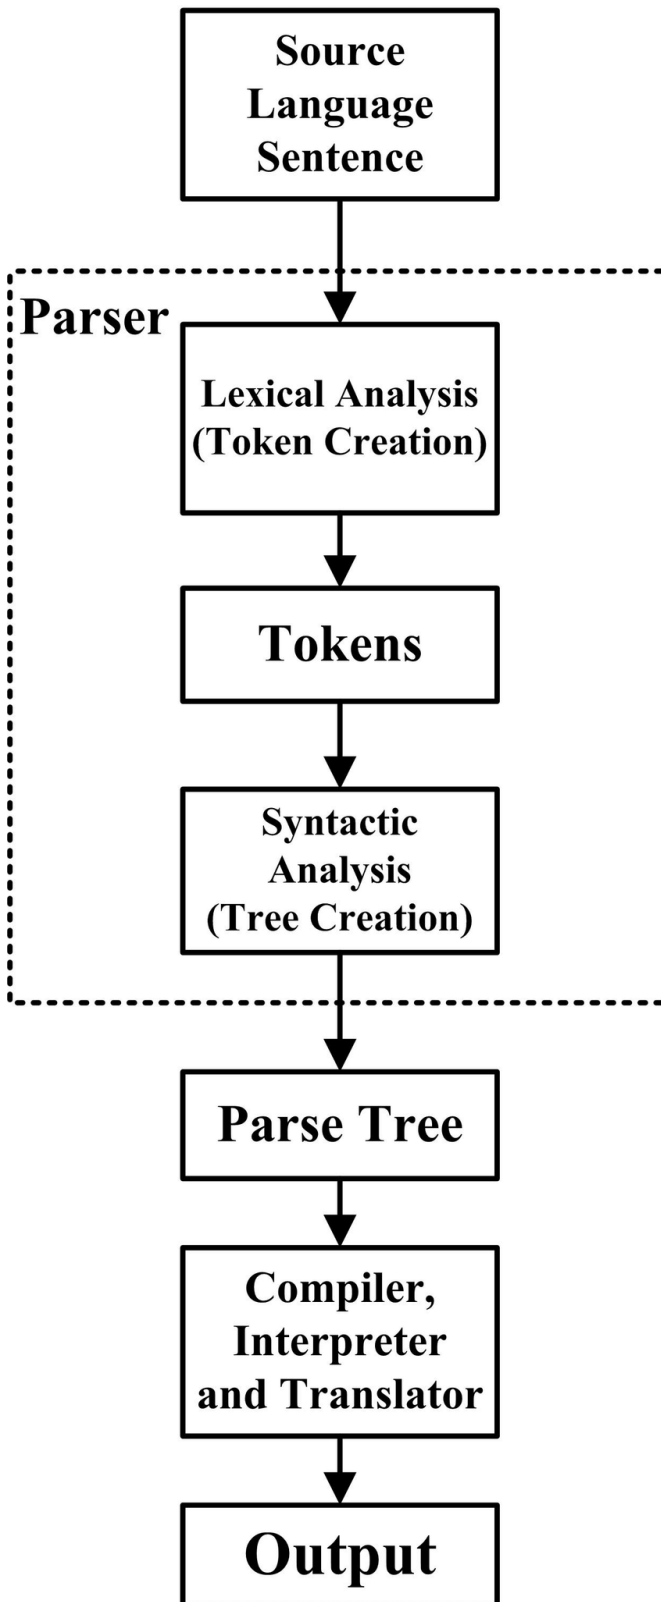 Source
Language
Sentence
Parser
Lexical Analysis
(Token Creation)
Tokens
Syntactic
Analysis
(Tree Creation)
Parse Tree
Compiler,
Interpreter
and Translator
Output